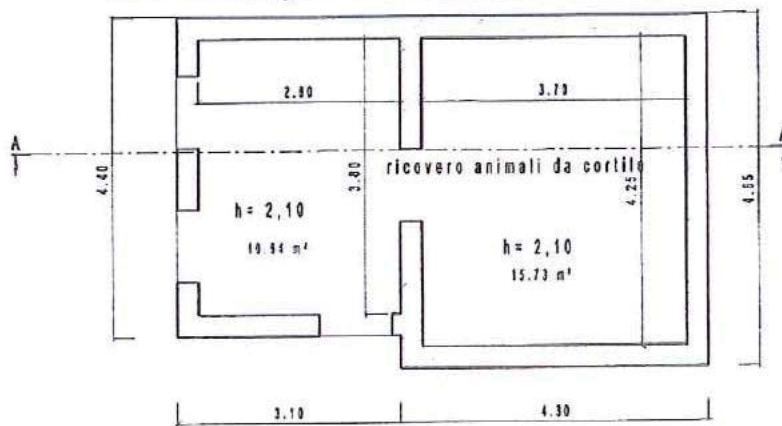 2.80
3.70
A
ricovero animali da cortile
4.40
3.80
4.25
4.65
h= 2,10
h= 2,10
15.73 m²
3.10
4.30